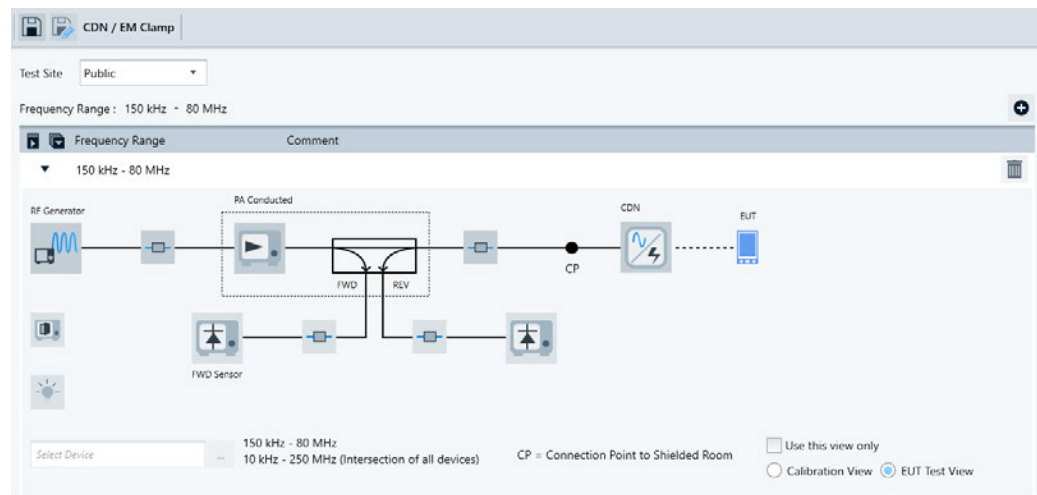 CDN / EM Clamp
Test Site Public
Frequency Range : 150 kHz - 80 MHz
Frequency Range Comment
150 kHz - 80 MHz
RF Generator
PA Conducted
CDN
EUT
CP
FWD REV
FWD Sensor
Select Device ...
150 kHz - 80 MHz
10 kHz - 250 MHz (Intersection of all devices)
CP = Connection Point to Shielded Room
Use this view only
Calibration View EUT Test View